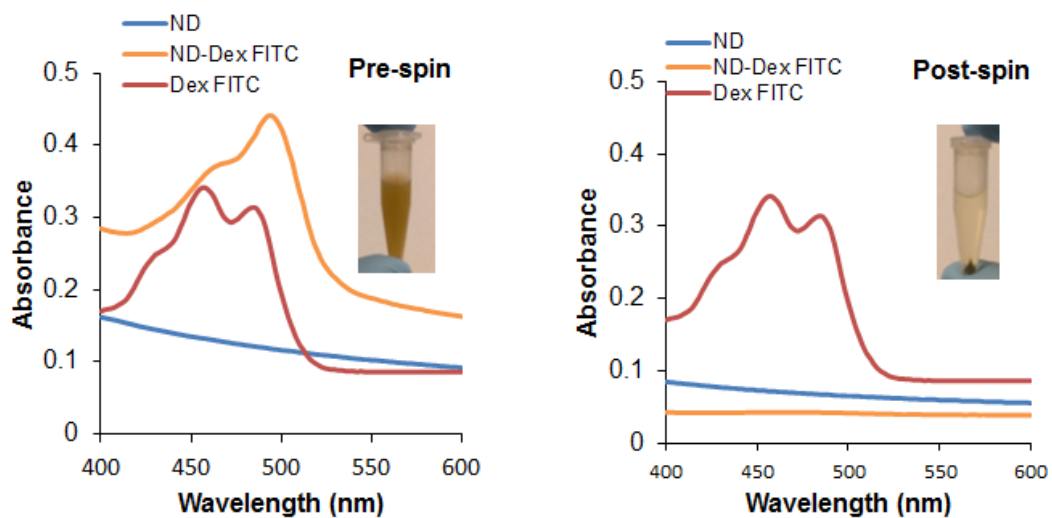 ND
ND-Dex FITC
Dex FITC
Pre-spin
0.5
0.4
0.3
0.2
0.1
0
Absorbance
400 450 500 550 600
Wavelength (nm)
ND
ND-Dex FITC
Dex FITC
Post-spin
0.5
0.4
0.3
0.2
0.1
0
Absorbance
400 450 500 550 600
Wavelength (nm)